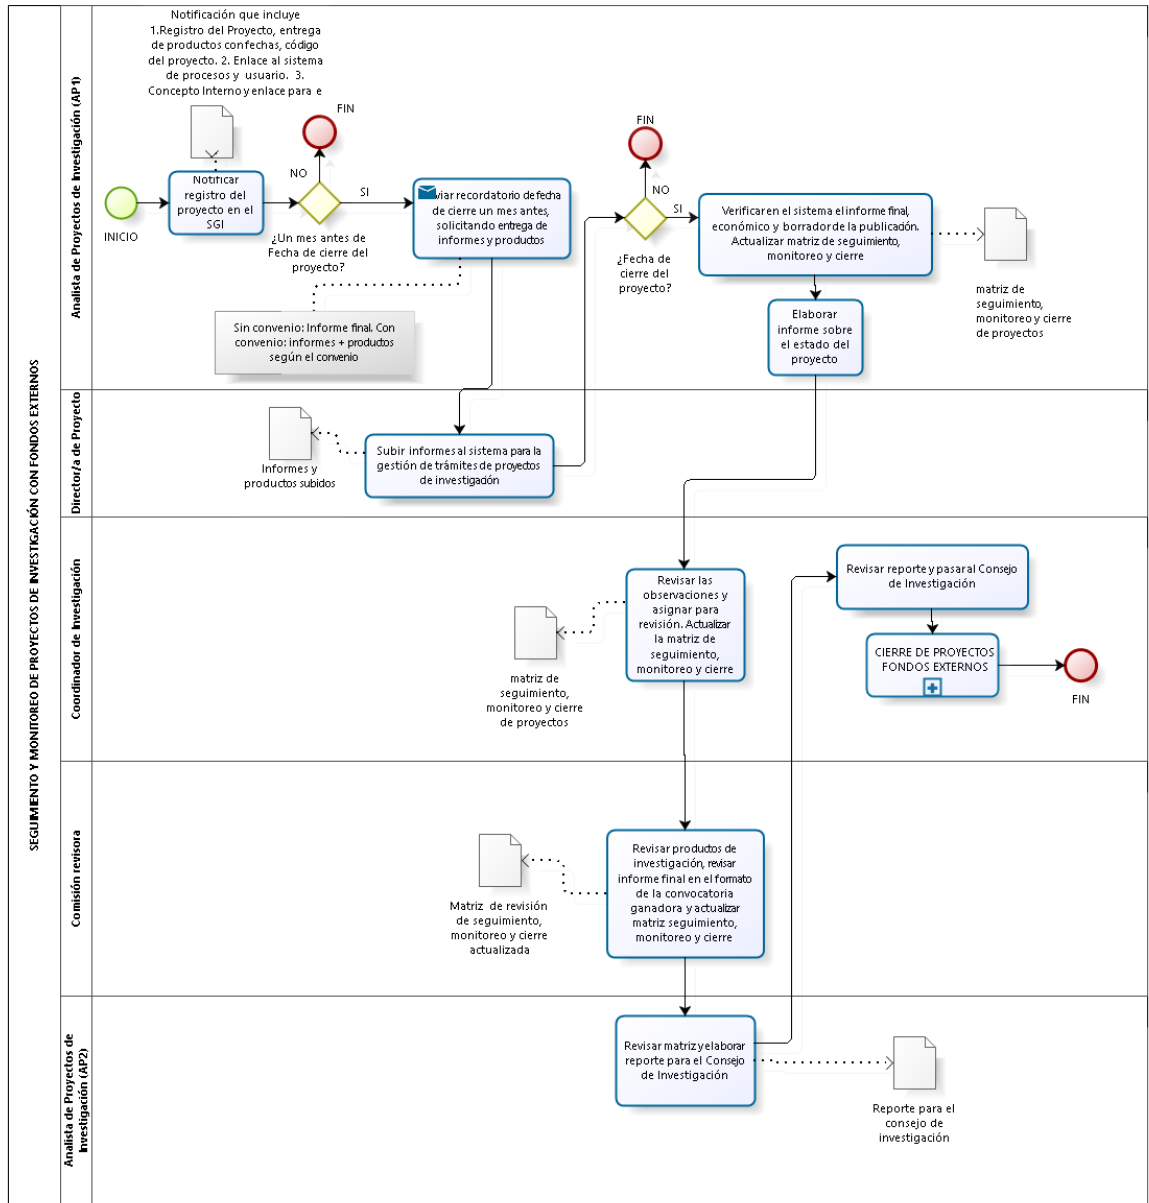 SEGUIMIENTO Y MONITOREO DE PROYECTOS DE INVESTIGACIÓN CON FONDOS EXTERNOS
Analista de Proyectos de Investigación (AP1)
Notificación que incluye
1.Registro del Proyecto, entrega
de productos con fechas, código
del proyecto. 2. Enlace al sistema
de procesos y usuario. 3.
Concepto Interno y enlace para e
INICIO
Notificar
registro del
proyecto en el
SGI
FIN
NO
SI
¿Un mes antes de
Fecha de cierre del
proyecto?
viar recordatorio de fecha
de cierre un mes antes,
solicitando entrega de
informes y productos
Sin convenio: Informe final. Con
convenio: informes + productos
según el convenio
FIN
NO
SI
¿Fecha de
cierre del
proyecto?
Verificar en el sistema el informe final,
económico y borrador de la publicación.
Actualizar matriz de seguimiento,
monitoreo y cierre
matriz de
seguimiento,
monitoreo y cierre
de proyectos
Elaborar
informe sobre
el estado del
proyecto
Director/a de Proyecto
Informes y
productos subidos
Subir informes al sistema para la
gestión de trámites de proyectos
de investigación
Coordinador de Investigación
Revisar las
observaciones y
asignar para
revisión. Actualizar
la matriz de
seguimiento,
monitoreo y cierre
matriz de
seguimiento,
monitoreo y cierre
de proyectos
Revisar reporte y pasar al Consejo
de Investigación
CIERRE DE PROYECTOS
FONDOS EXTERNOS
FIN
Comisión revisora
Revisar productos de
investigación, revisar
informe final en el formato
de la convocatoria
ganadora y actualizar
matriz seguimiento,
monitoreo y cierre
Matriz de revisión
de seguimiento,
monitoreo y cierre
actualizada
Analista de Proyectos de
Investigación (AP2)
Revisar matriz y elaborar
reporte para el Consejo
de Investigación
Reporte para el
consejo de
investigación